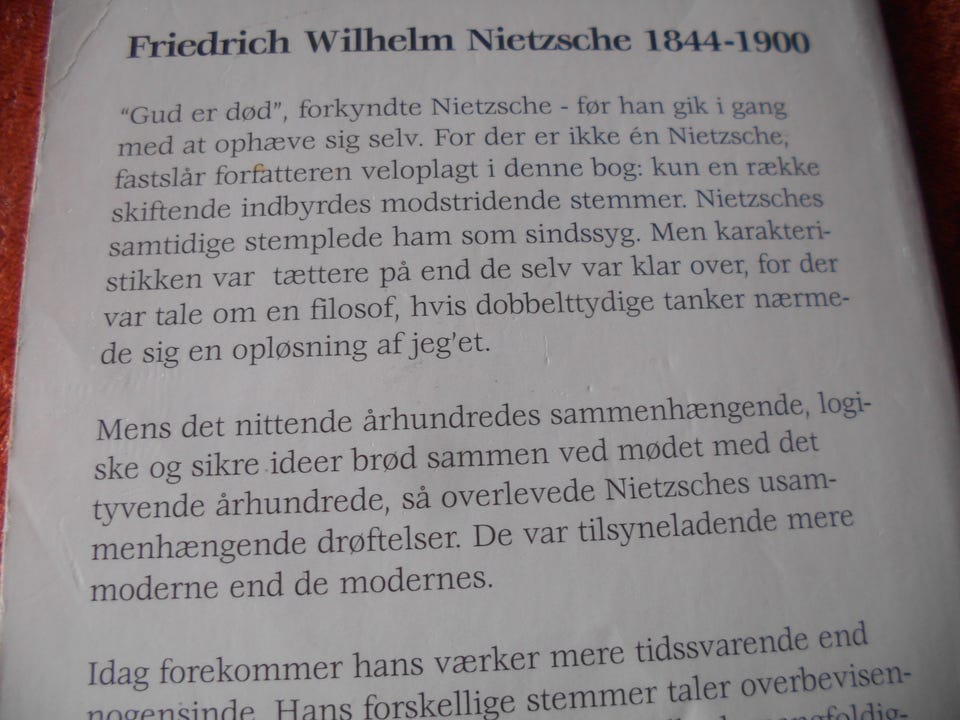 Friedrich Wilhelm Nietzsche 1844-1900
"Gud er død", forkyndte Nietzsche - før han gik i gang
med at ophæve sig selv. For der er ikke én Nietzsche,
fastslår forfatteren veloplagt i denne bog: kun en række
skiftende indbyrdes modstridende stemmer. Nietzsches
samtidige stemplede ham som sindssyg. Men karakteri-
stikken var tættere på end de selv var klar over, for der
var tale om en filosof, hvis dobbelttydige tanker nærme-
de sig en opløsning af jeg'et.
Mens det nittende århundredes sammenhængende, logi-
ske og sikre ideer brød sammen ved mødet med det
tyvende århundrede, så overlevede Nietzsches usam-
menhængende drøftelser. De var tilsyneladende mere
moderne end de modernes.
Idag forekommer hans værker mere tidssvarende end
nogensinde. Hans forskellige stemmer taler overbevisen-